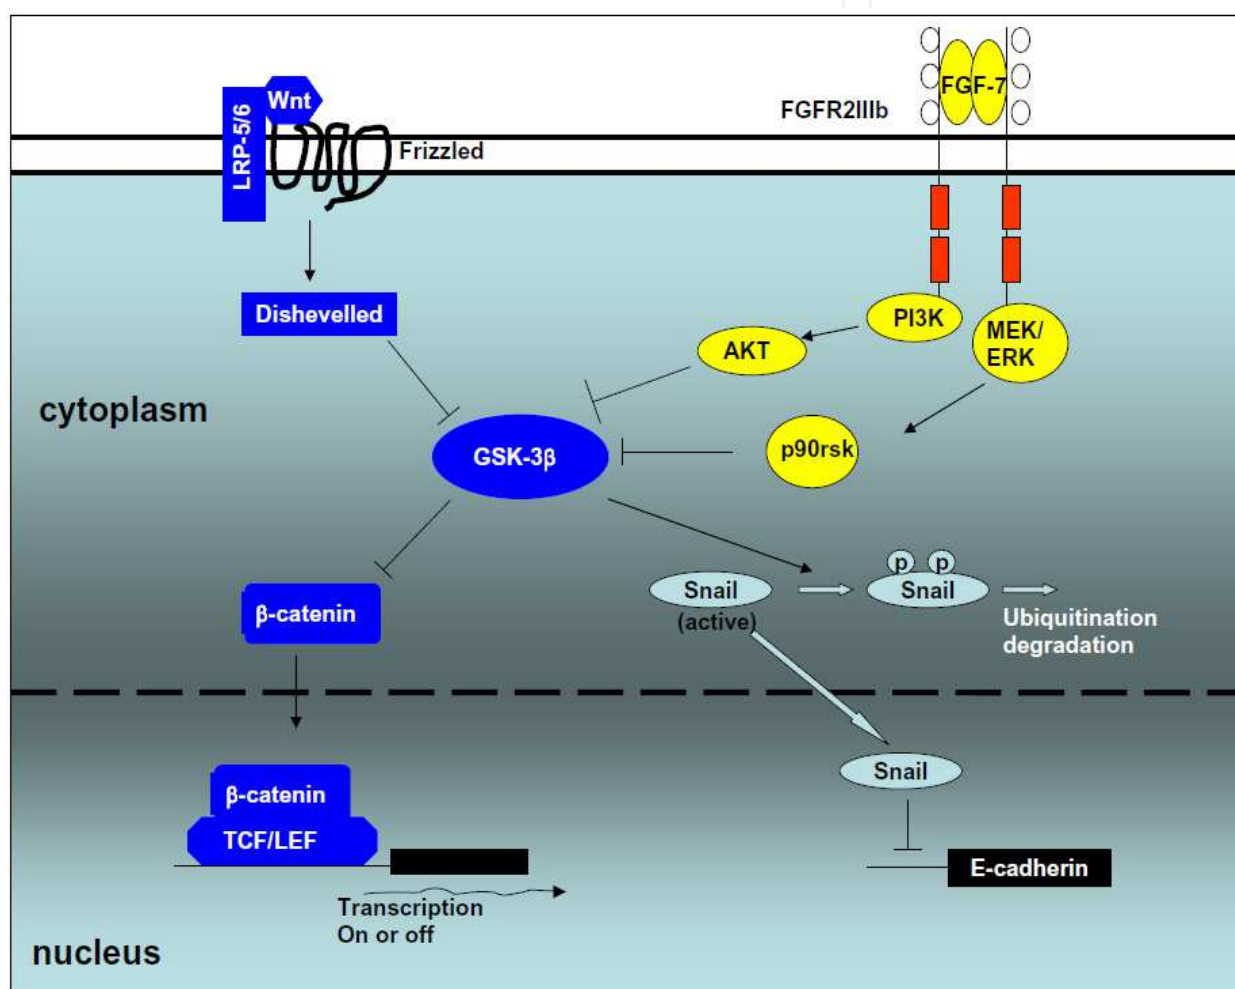 Wnt
LRP-5/6
Frizzled
FGFR2IIIb
FGF-7
Dishevelled
PI3K
MEK/
ERK
AKT
cytoplasm
GSK-3β
p90rsk
β-catenin
Snail
(active)
p p
Snail
Ubiquitination
degradation
β-catenin
TCF/LEF
Snail
E-cadherin
Transcription
On or off
nucleus